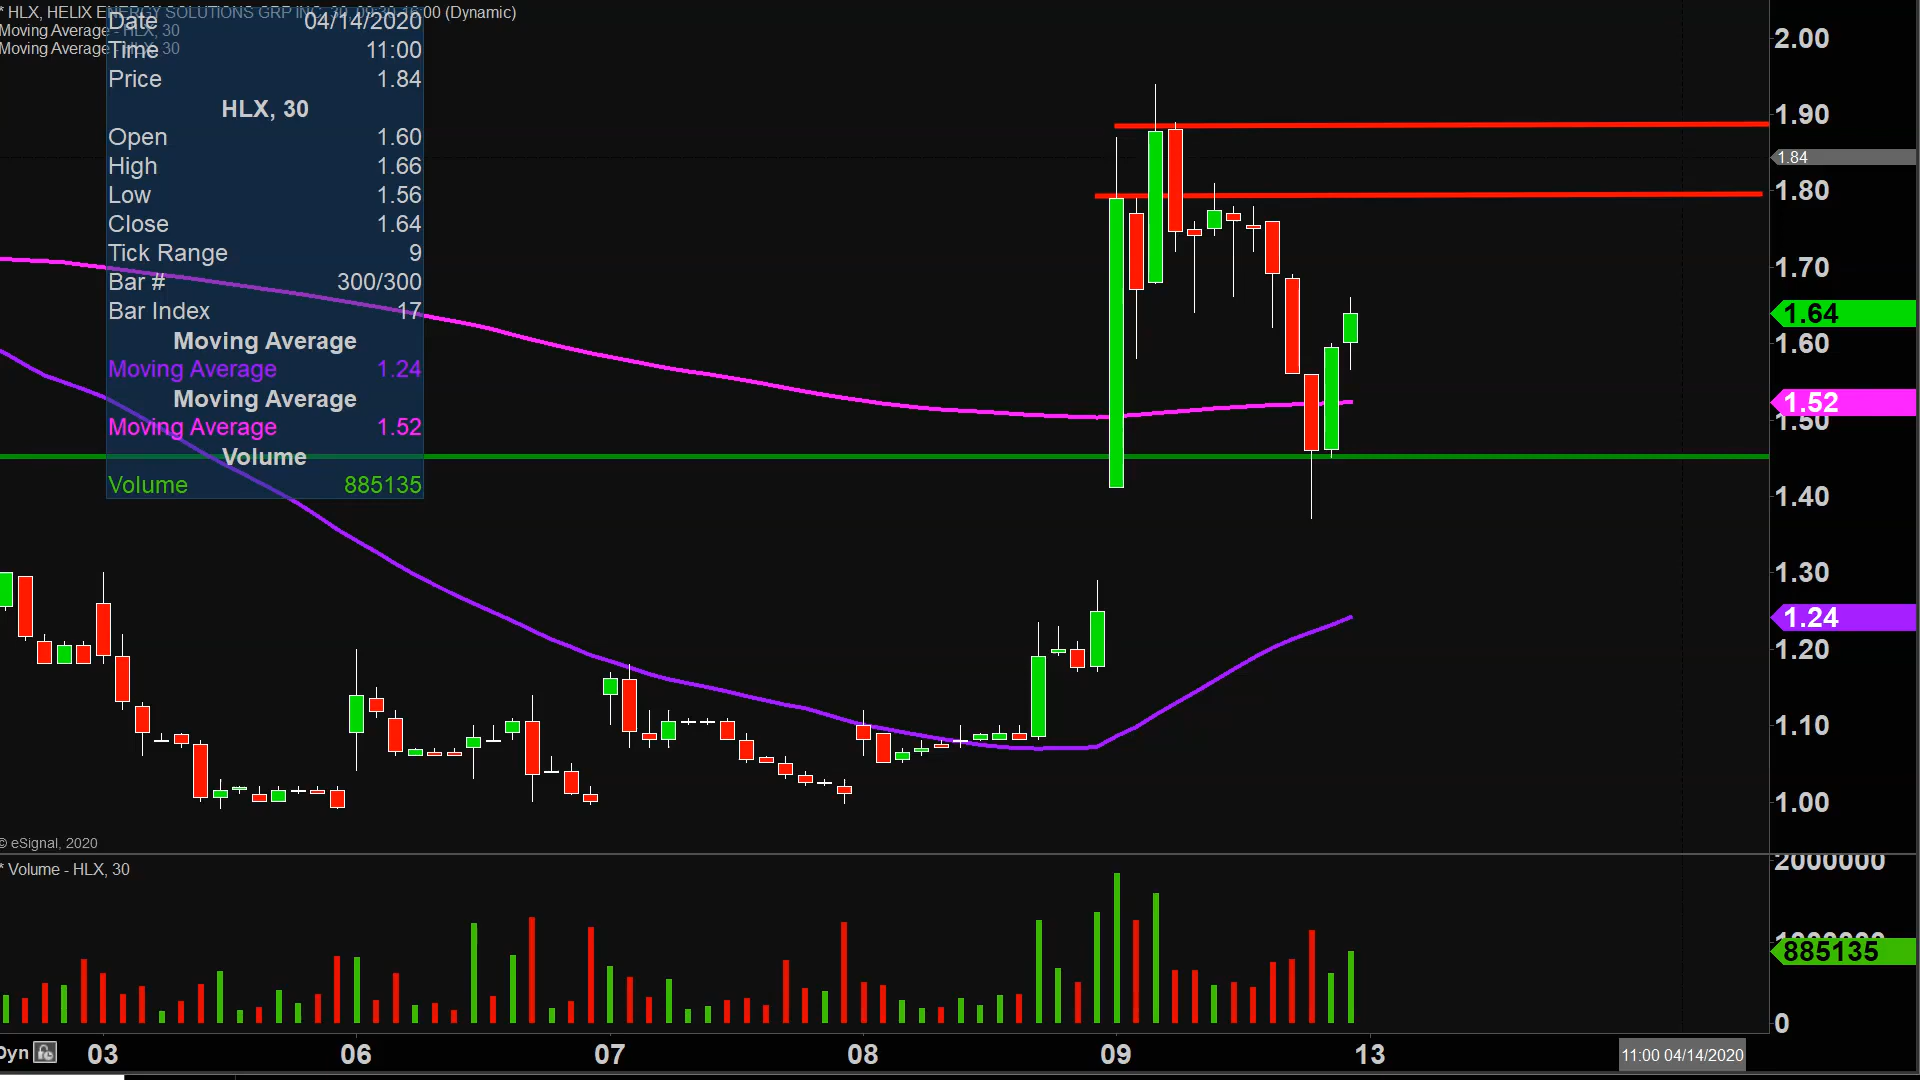 * HLX, HELIX ENERGY SOLUTIONS GRP INC, 30, 09:30-16:00 (Dynamic)
Moving Average - HLX, 30
Moving Average - HLX, 30
Date 04/14/2020
Time 11:00
Price 1.84
HLX, 30
Open 1.60
High 1.66
Low 1.56
Close 1.64
Tick Range 9
Bar # 300/300
Bar Index 17
Moving Average
Moving Average 1.24
Moving Average
Moving Average 1.52
Volume
Volume 885135
2.00
1.90
1.84
1.80
1.70
1.64
1.60
1.52
1.50
1.40
1.30
1.24
1.20
1.10
1.00
© eSignal, 2020
* Volume - HLX, 30
2000000
885135
0
Dyn
03
06
07
08
09
13
11:00 04/14/2020